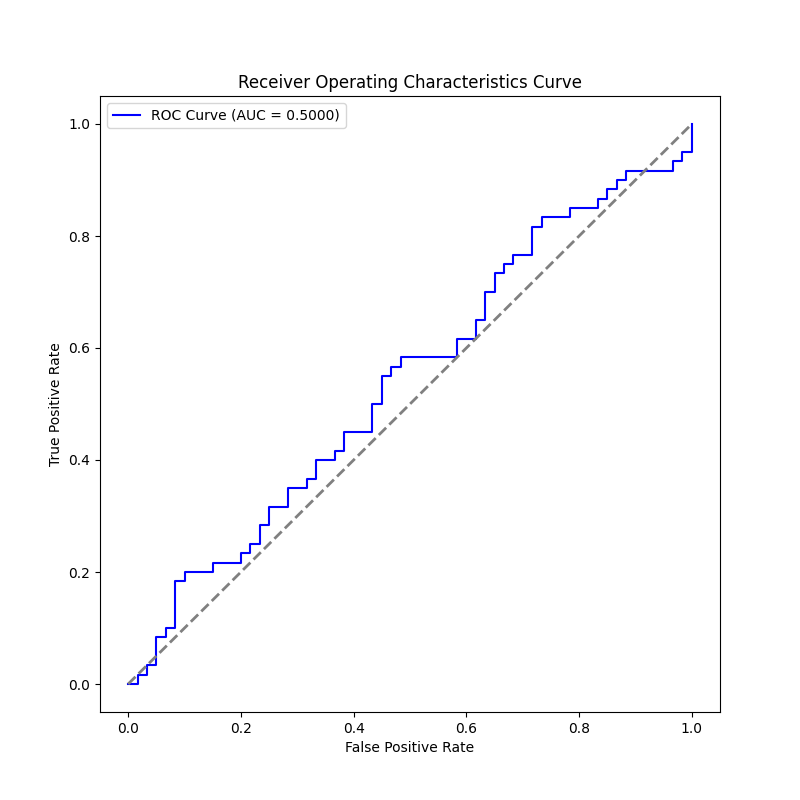 Receiver Operating Characteristics Curve
ROC Curve (AUC = 0.5000)
1.0
0.8
0.6
0.4
0.2
0.0
True Positive Rate
0.0 0.2 0.4 0.6 0.8 1.0
False Positive Rate